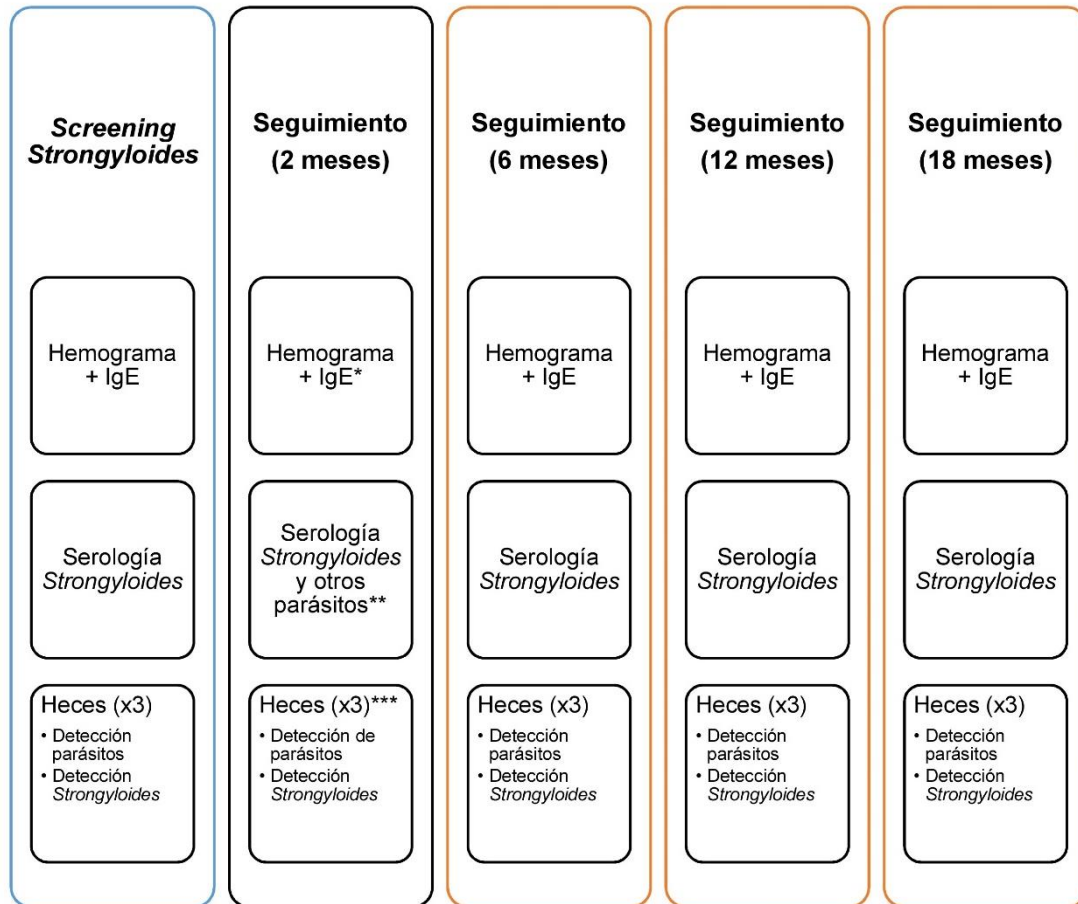 Screening
Strongyloides
Hemograma
+ IgE
Serología
Strongyloides
Heces (x3)
• Detección
parásitos
• Detección
Strongyloides
Seguimiento
(2 meses)
Hemograma
+ IgE*
Serología
Strongyloides
y otros
parásitos**
Heces (x3)***
• Detección de
parásitos
• Detección
Strongyloides
Seguimiento
(6 meses)
Hemograma
+ IgE
Serología
Strongyloides
Heces (x3)
• Detección
parásitos
• Detección
Strongyloides
Seguimiento
(12 meses)
Hemograma
+ IgE
Serología
Strongyloides
Heces (x3)
• Detección
parásitos
• Detección
Strongyloides
Seguimiento
(18 meses)
Hemograma
+ IgE
Serología
Strongyloides
Heces (x3)
• Detección
parásitos
• Detección
Strongyloides